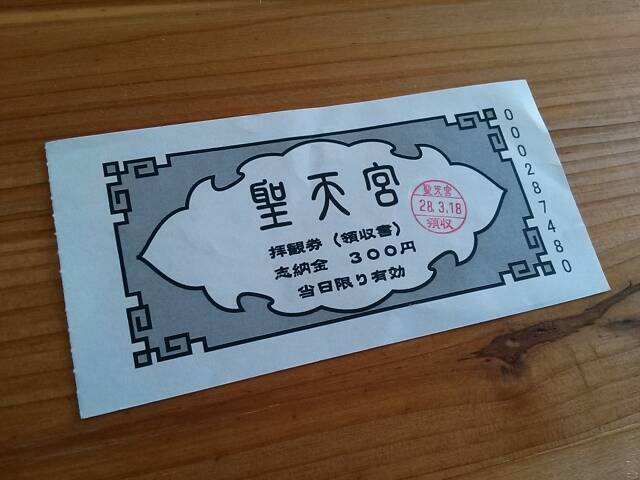 聖天宮
拝観券（領収書）
志納金　３００円
当日限り有効
聖天宮
28.3.18
領収
000287480